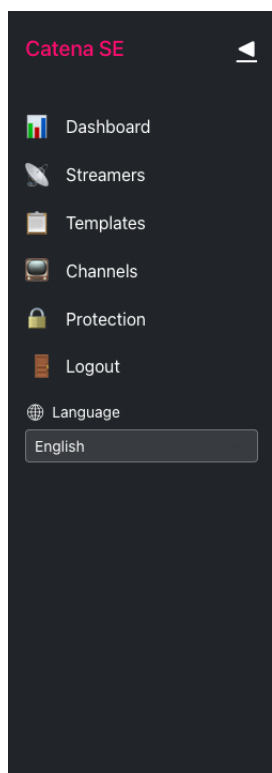 Catena SE
Dashboard
Streamers
Templates
Channels
Protection
Logout
Language
English